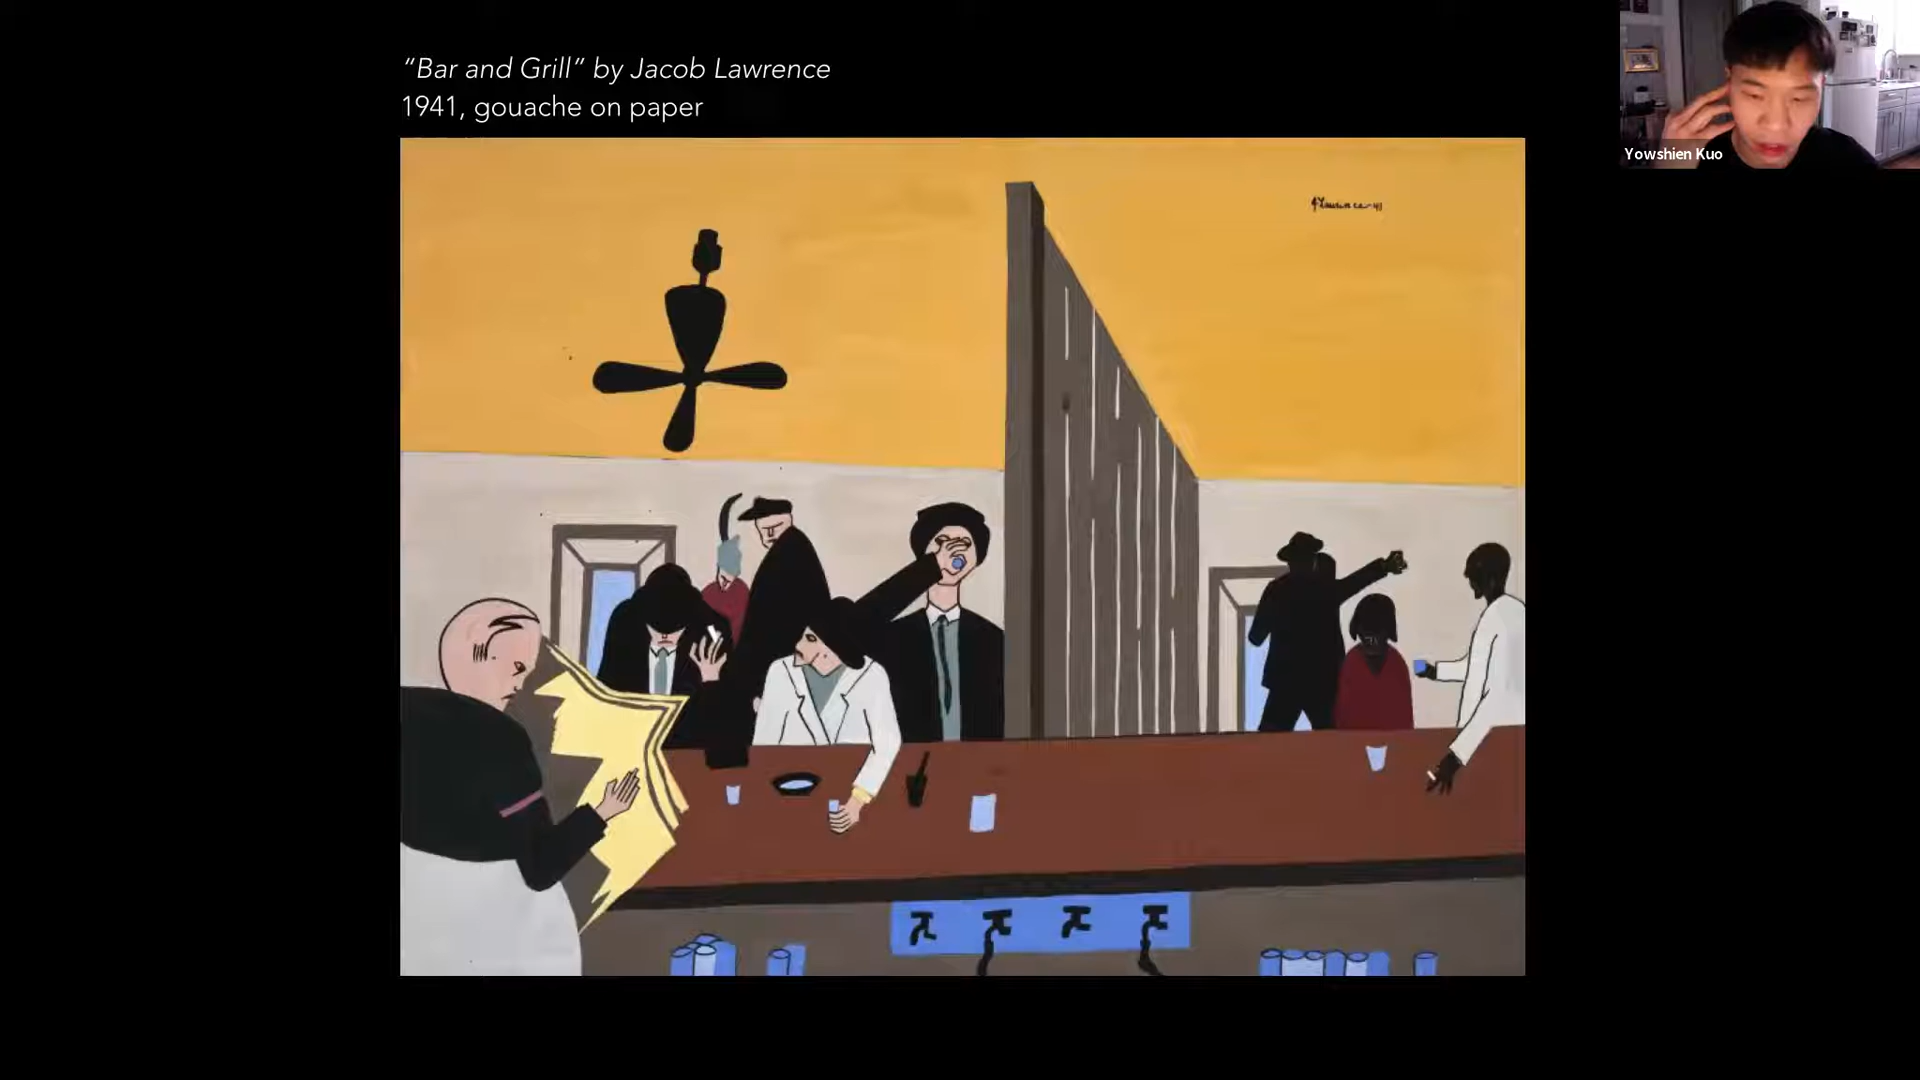 “Bar and Grill” by Jacob Lawrence
1941, gouache on paper
Yowshien Kuo